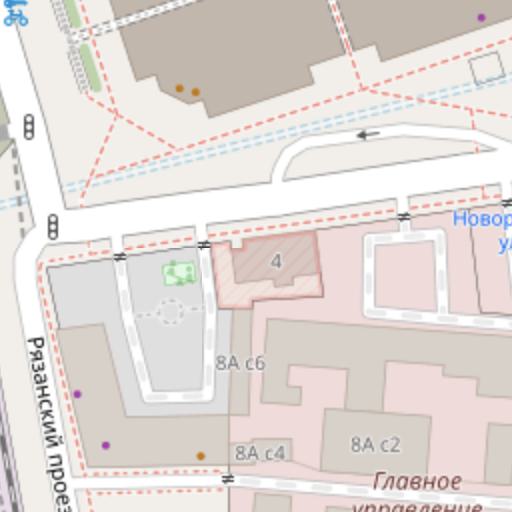 Новор
ул
4
8А с6
Рязанский проез
8А с4
8А с2
Главное
управление